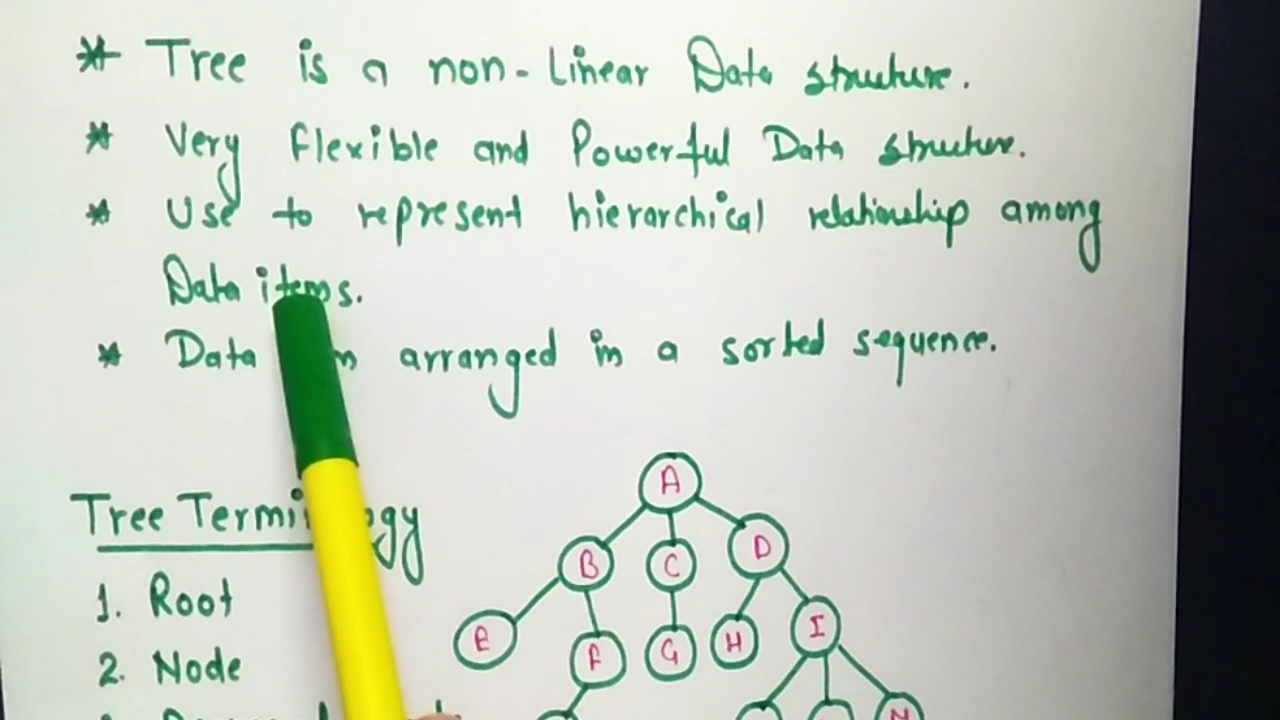 * Tree is a non-Linear Data structure.
* Very flexible and Powerful Data structure.
* Use to represent hierarchical relationship among
Data items.
* Data arranged in a sorted sequence.
Tree
A
B C D
1. Root
E F G H I
2. Node
N